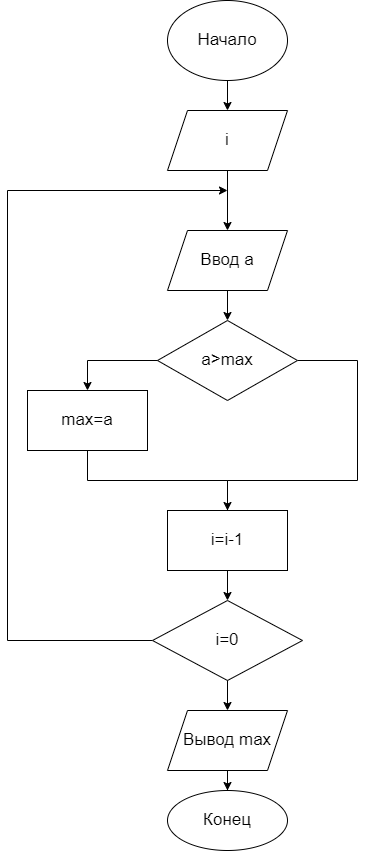 Начало
i
Ввод a
a>max
max=a
i=i-1
i=0
Вывод max
Конец